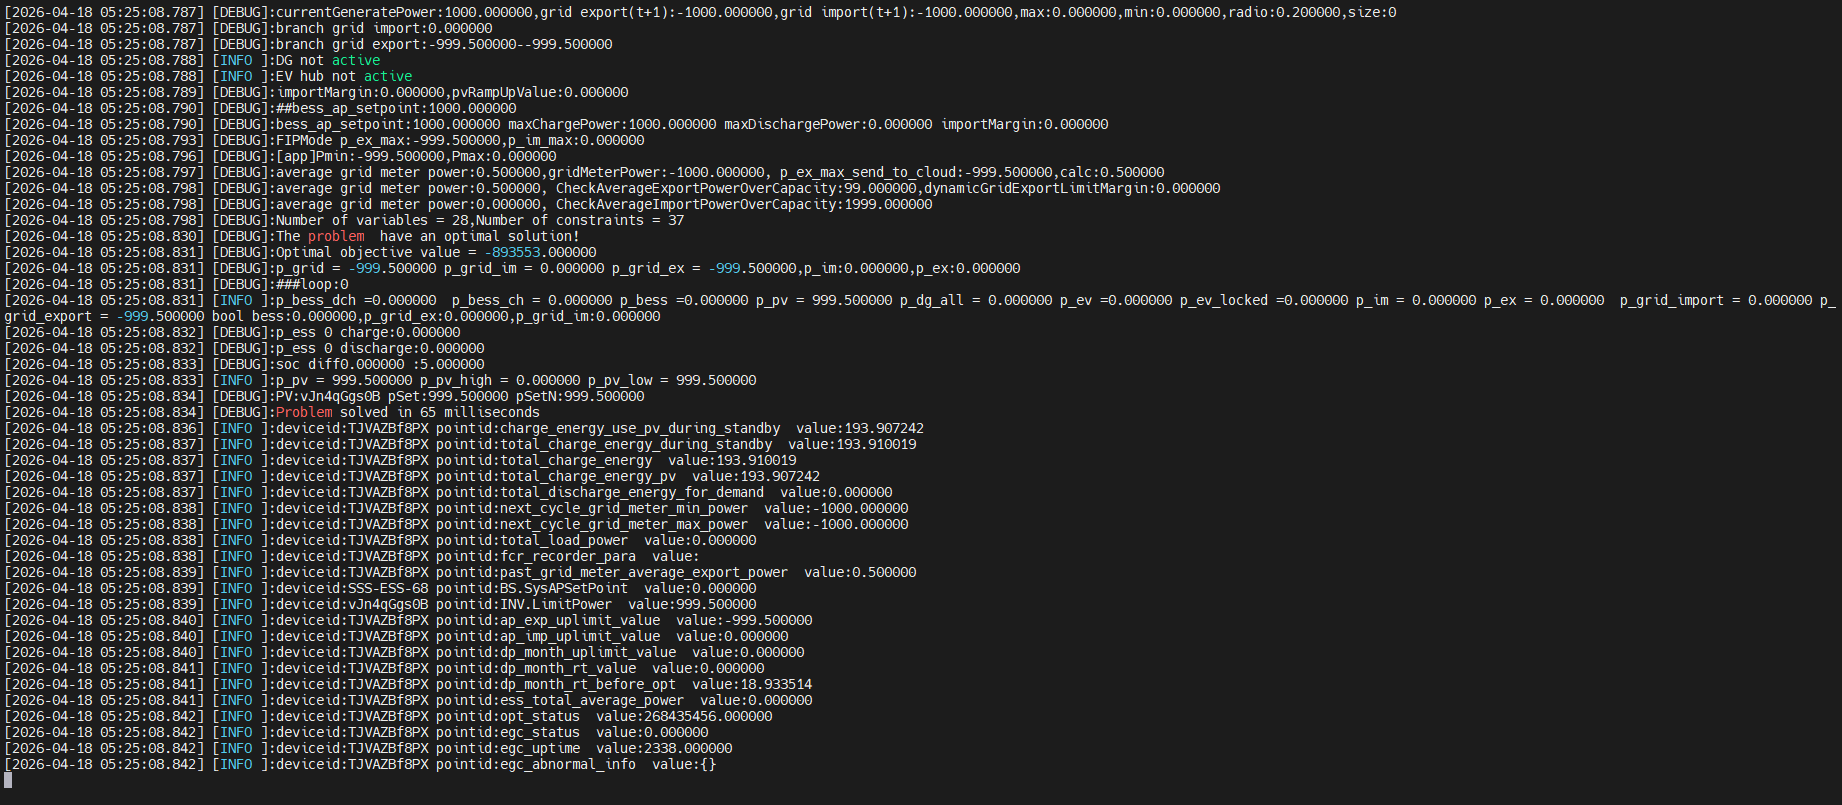 [2026-04-18 05:25:08.787] [DEBUG]:currentGeneratePower:1000.000000,grid export(t+1):-1000.000000,grid import(t+1):-1000.000000,max:0.000000,min:0.000000,radio:0.200000,size:0
[2026-04-18 05:25:08.787] [DEBUG]:branch grid import:0.000000
[2026-04-18 05:25:08.787] [DEBUG]:branch grid export:-999.500000--999.500000
[2026-04-18 05:25:08.788] [INFO ]:DG not active
[2026-04-18 05:25:08.788] [INFO ]:EV hub not active
[2026-04-18 05:25:08.789] [DEBUG]:importMargin:0.000000,pvRampUpValue:0.000000
[2026-04-18 05:25:08.790] [DEBUG]:##bess_ap_setpoint:1000.000000
[2026-04-18 05:25:08.790] [DEBUG]:bess_ap_setpoint:1000.000000 maxChargePower:1000.000000 maxDischargePower:0.000000 importMargin:0.000000
[2026-04-18 05:25:08.793] [DEBUG]:FIPMode p_ex_max:-999.500000,p_im_max:0.000000
[2026-04-18 05:25:08.796] [DEBUG]:[app]Pmin:-999.500000,Pmax:0.000000
[2026-04-18 05:25:08.797] [DEBUG]:average grid meter power:0.500000,gridMeterPower:-1000.000000, p_ex_max_send_to_cloud:-999.500000,calc:0.500000
[2026-04-18 05:25:08.798] [DEBUG]:average grid meter power:0.500000, CheckAverageExportPowerOverCapacity:99.000000,dynamicGridExportLimitMargin:0.000000
[2026-04-18 05:25:08.798] [DEBUG]:average grid meter power:0.000000, CheckAverageImportPowerOverCapacity:1999.000000
[2026-04-18 05:25:08.798] [DEBUG]:Number of variables = 28,Number of constraints = 37
[2026-04-18 05:25:08.830] [DEBUG]:The problem  have an optimal solution!
[2026-04-18 05:25:08.831] [DEBUG]:Optimal objective value = -893553.000000
[2026-04-18 05:25:08.831] [DEBUG]:p_grid = -999.500000 p_grid_im = 0.000000 p_grid_ex = -999.500000,p_im:0.000000,p_ex:0.000000
[2026-04-18 05:25:08.831] [DEBUG]:###loop:0
[2026-04-18 05:25:08.831] [INFO ]:p_bess_dch =0.000000  p_bess_ch = 0.000000 p_bess =0.000000 p_pv = 999.500000 p_dg_all = 0.000000 p_ev =0.000000 p_ev_locked =0.000000 p_im = 0.000000 p_ex = 0.000000  p_grid_import = 0.000000 p_
grid_export = -999.500000 bool bess:0.000000,p_grid_ex:0.000000,p_grid_im:0.000000
[2026-04-18 05:25:08.832] [DEBUG]:p_ess 0 charge:0.000000
[2026-04-18 05:25:08.832] [DEBUG]:p_ess 0 discharge:0.000000
[2026-04-18 05:25:08.833] [DEBUG]:soc diff0.000000 :5.000000
[2026-04-18 05:25:08.833] [INFO ]:p_pv = 999.500000 p_pv_high = 0.000000 p_pv_low = 999.500000
[2026-04-18 05:25:08.834] [DEBUG]:PV:vJn4qGgs0B pSet:999.500000 pSetN:999.500000
[2026-04-18 05:25:08.834] [DEBUG]:Problem solved in 65 milliseconds
[2026-04-18 05:25:08.836] [INFO ]:deviceid:TJVAZBf8PX pointid:charge_energy_use_pv_during_standby  value:193.907242
[2026-04-18 05:25:08.837] [INFO ]:deviceid:TJVAZBf8PX pointid:total_charge_energy_during_standby  value:193.910019
[2026-04-18 05:25:08.837] [INFO ]:deviceid:TJVAZBf8PX pointid:total_charge_energy  value:193.910019
[2026-04-18 05:25:08.837] [INFO ]:deviceid:TJVAZBf8PX pointid:total_charge_energy_pv  value:193.907242
[2026-04-18 05:25:08.837] [INFO ]:deviceid:TJVAZBf8PX pointid:total_discharge_energy_for_demand  value:0.000000
[2026-04-18 05:25:08.838] [INFO ]:deviceid:TJVAZBf8PX pointid:next_cycle_grid_meter_min_power  value:-1000.000000
[2026-04-18 05:25:08.838] [INFO ]:deviceid:TJVAZBf8PX pointid:next_cycle_grid_meter_max_power  value:-1000.000000
[2026-04-18 05:25:08.838] [INFO ]:deviceid:TJVAZBf8PX pointid:total_load_power  value:0.000000
[2026-04-18 05:25:08.838] [INFO ]:deviceid:TJVAZBf8PX pointid:fcr_recorder_para  value:
[2026-04-18 05:25:08.839] [INFO ]:deviceid:TJVAZBf8PX pointid:past_grid_meter_average_export_power  value:0.500000
[2026-04-18 05:25:08.839] [INFO ]:deviceid:SSS-ESS-68 pointid:BS.SysAPSetPoint  value:0.000000
[2026-04-18 05:25:08.839] [INFO ]:deviceid:vJn4qGgs0B pointid:INV.LimitPower  value:999.500000
[2026-04-18 05:25:08.840] [INFO ]:deviceid:TJVAZBf8PX pointid:ap_exp_uplimit_value  value:-999.500000
[2026-04-18 05:25:08.840] [INFO ]:deviceid:TJVAZBf8PX pointid:ap_imp_uplimit_value  value:0.000000
[2026-04-18 05:25:08.840] [INFO ]:deviceid:TJVAZBf8PX pointid:dp_month_uplimit_value  value:0.000000
[2026-04-18 05:25:08.841] [INFO ]:deviceid:TJVAZBf8PX pointid:dp_month_rt_value  value:0.000000
[2026-04-18 05:25:08.841] [INFO ]:deviceid:TJVAZBf8PX pointid:dp_month_rt_before_opt  value:18.933514
[2026-04-18 05:25:08.841] [INFO ]:deviceid:TJVAZBf8PX pointid:ess_total_average_power  value:0.000000
[2026-04-18 05:25:08.842] [INFO ]:deviceid:TJVAZBf8PX pointid:opt_status  value:268435456.000000
[2026-04-18 05:25:08.842] [INFO ]:deviceid:TJVAZBf8PX pointid:egc_status  value:0.000000
[2026-04-18 05:25:08.842] [INFO ]:deviceid:TJVAZBf8PX pointid:egc_uptime  value:2338.000000
[2026-04-18 05:25:08.842] [INFO ]:deviceid:TJVAZBf8PX pointid:egc_abnormal_info  value:{}